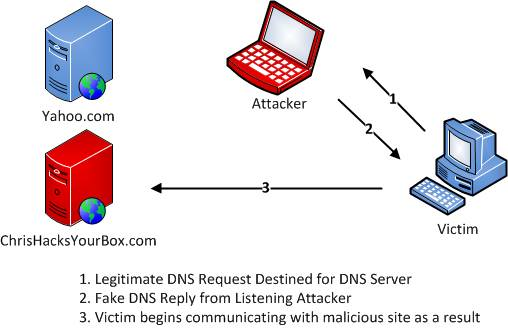 Yahoo.com
Attacker
1
2
Victim
3
ChrisHacksYourBox.com
1. Legitimate DNS Request Destined for DNS Server
2. Fake DNS Reply from Listening Attacker
3. Victim begins communicating with malicious site as a result